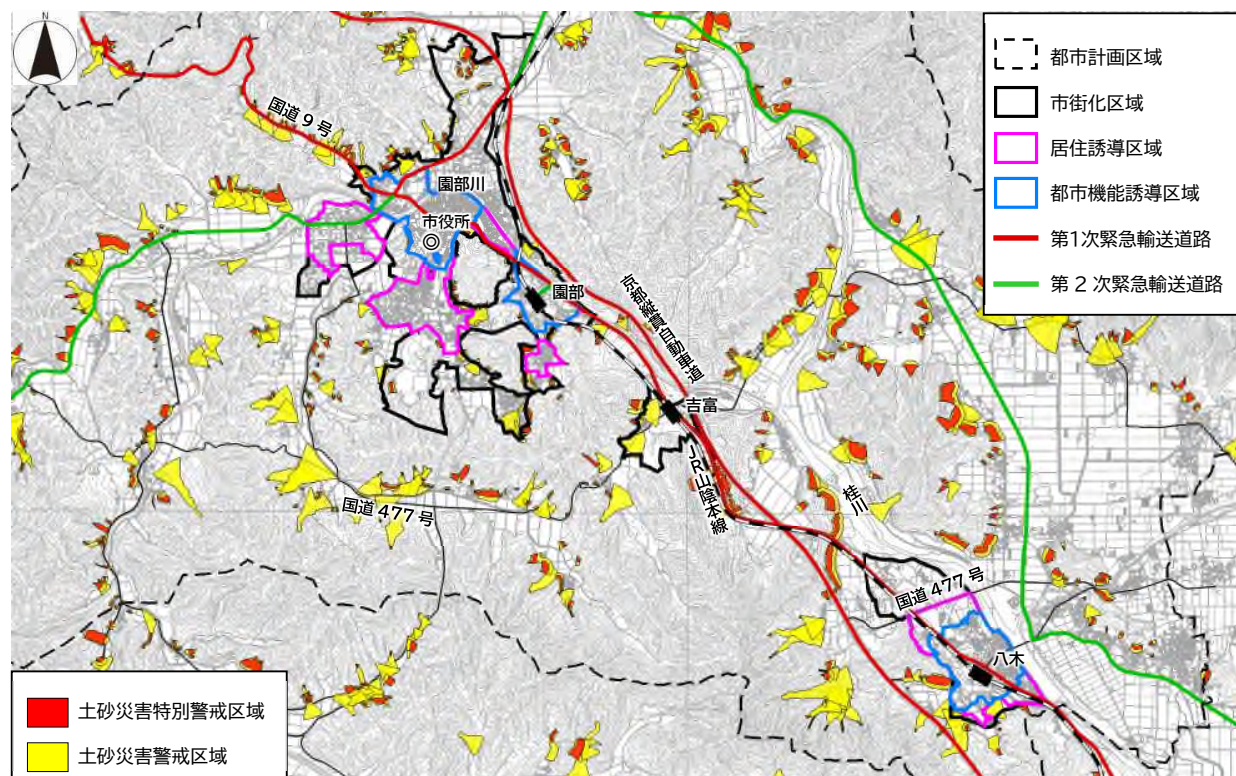 N
都市計画区域
市街化区域
居住誘導区域
都市機能誘導区域
第1次緊急輸送道路
第2次緊急輸送道路
国道9号
園部川
市役所
園部
京都縦貫自動車道
吉富
JR山陰本線
桂川
国道477号
国道477号
八木
土砂災害特別警戒区域
土砂災害警戒区域